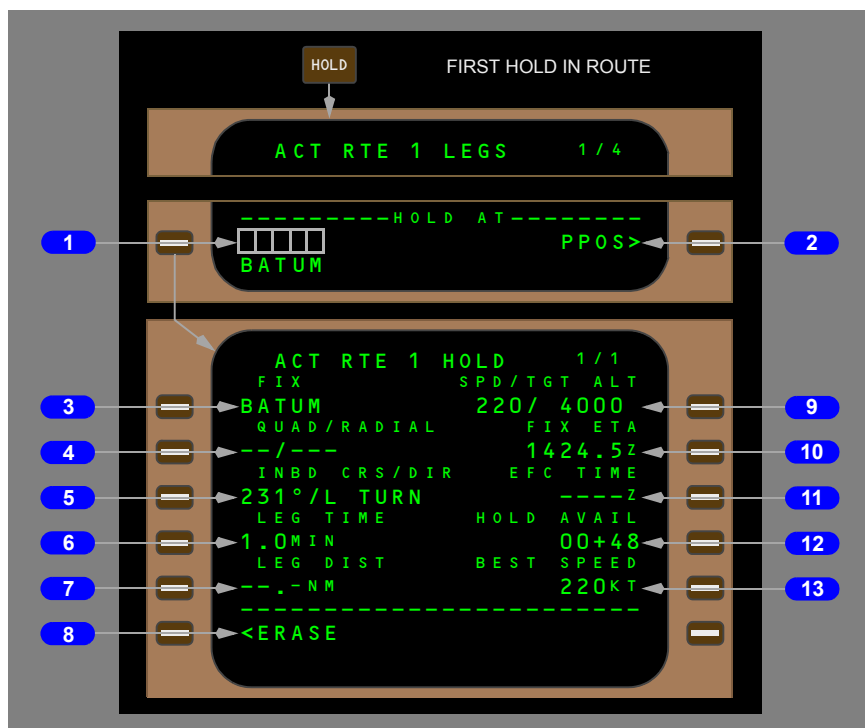 HOLD FIRST HOLD IN ROUTE
ACT RTE 1 LEGS 1/4
---------HOLD AT--------
1 PPOS> 2
BATUM
ACT RTE 1 HOLD 1/1
FIX SPD/TGT ALT
3 BATUM 220/ 4000 9
QUAD/RADIAL FIX ETA
4 --/--- 1424.5Z 10
INBD CRS/DIR EFC TIME
5 231°/L TURN ----Z 11
LEG TIME HOLD AVAIL
6 1.0MIN 00+48 12
LEG DIST BEST SPEED
7 --.-NM 220KT 13
------------------------
8 <ERASE